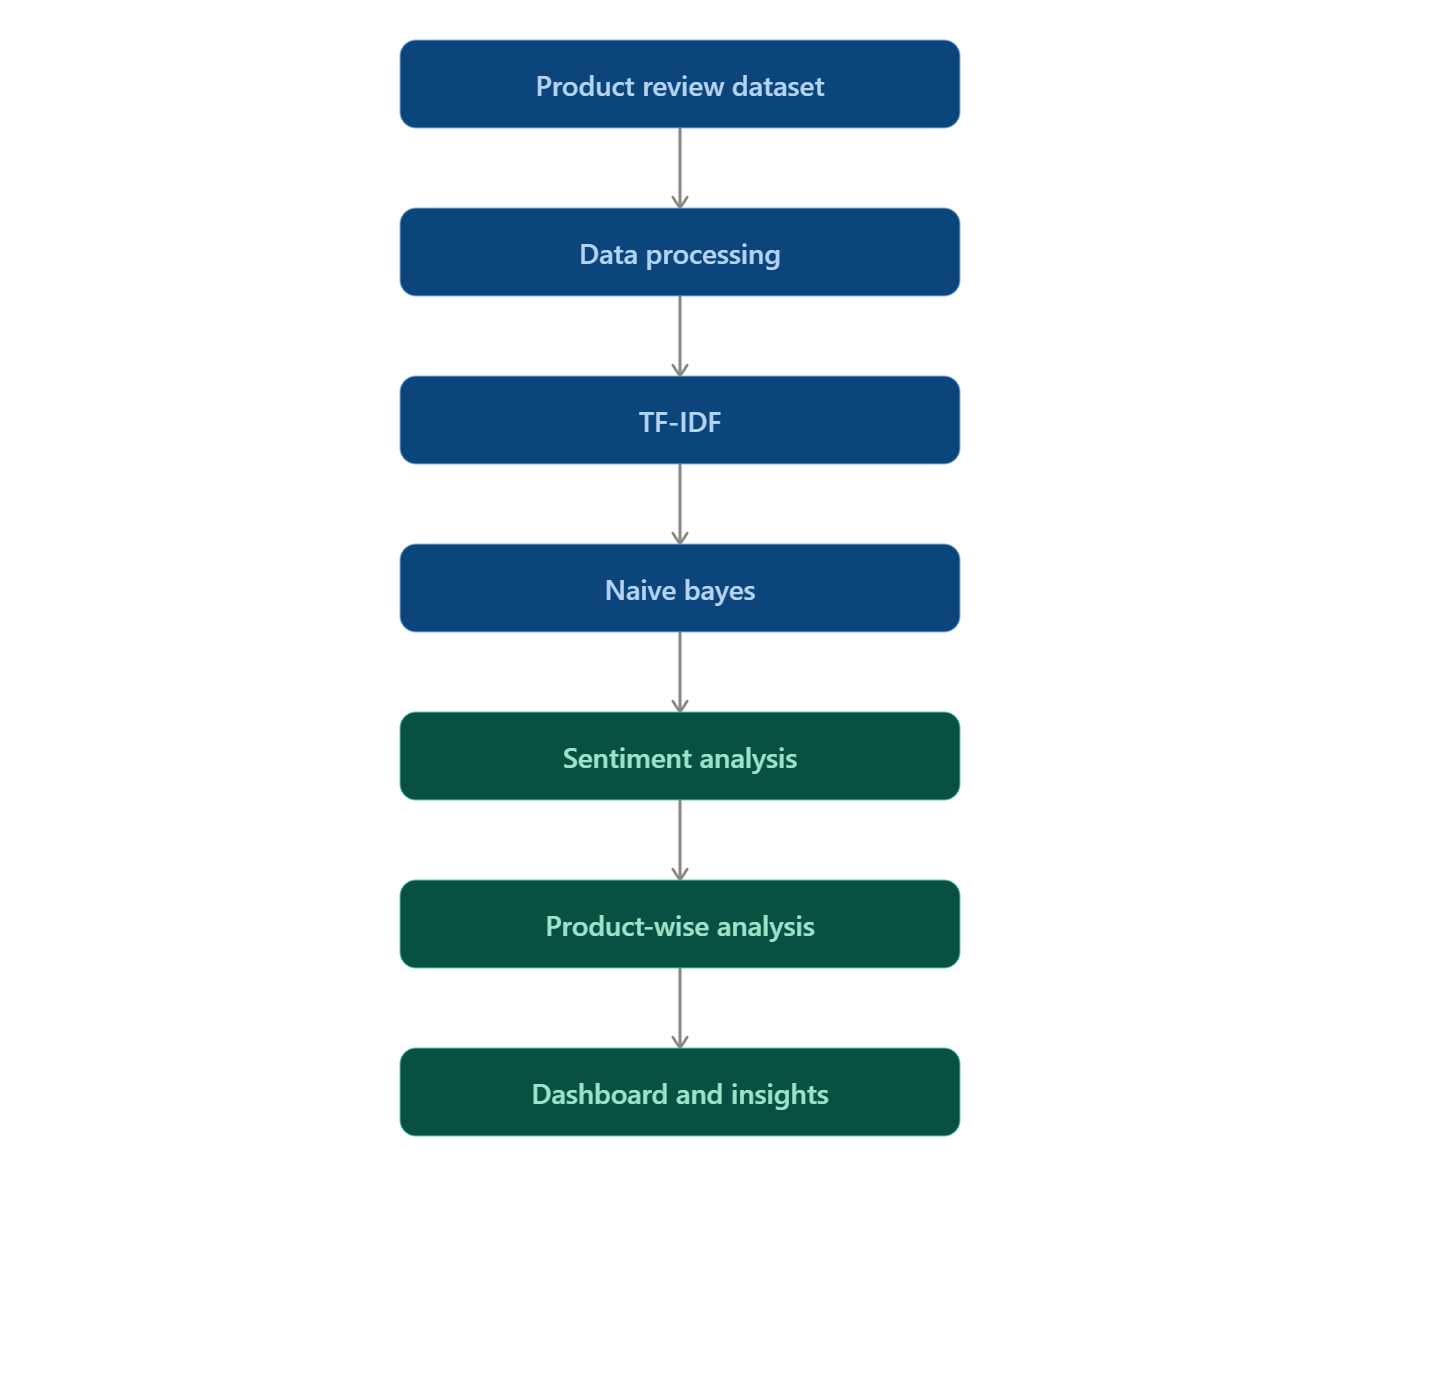 Product review dataset
Data processing
TF-IDF
Naive bayes
Sentiment analysis
Product-wise analysis
Dashboard and insights